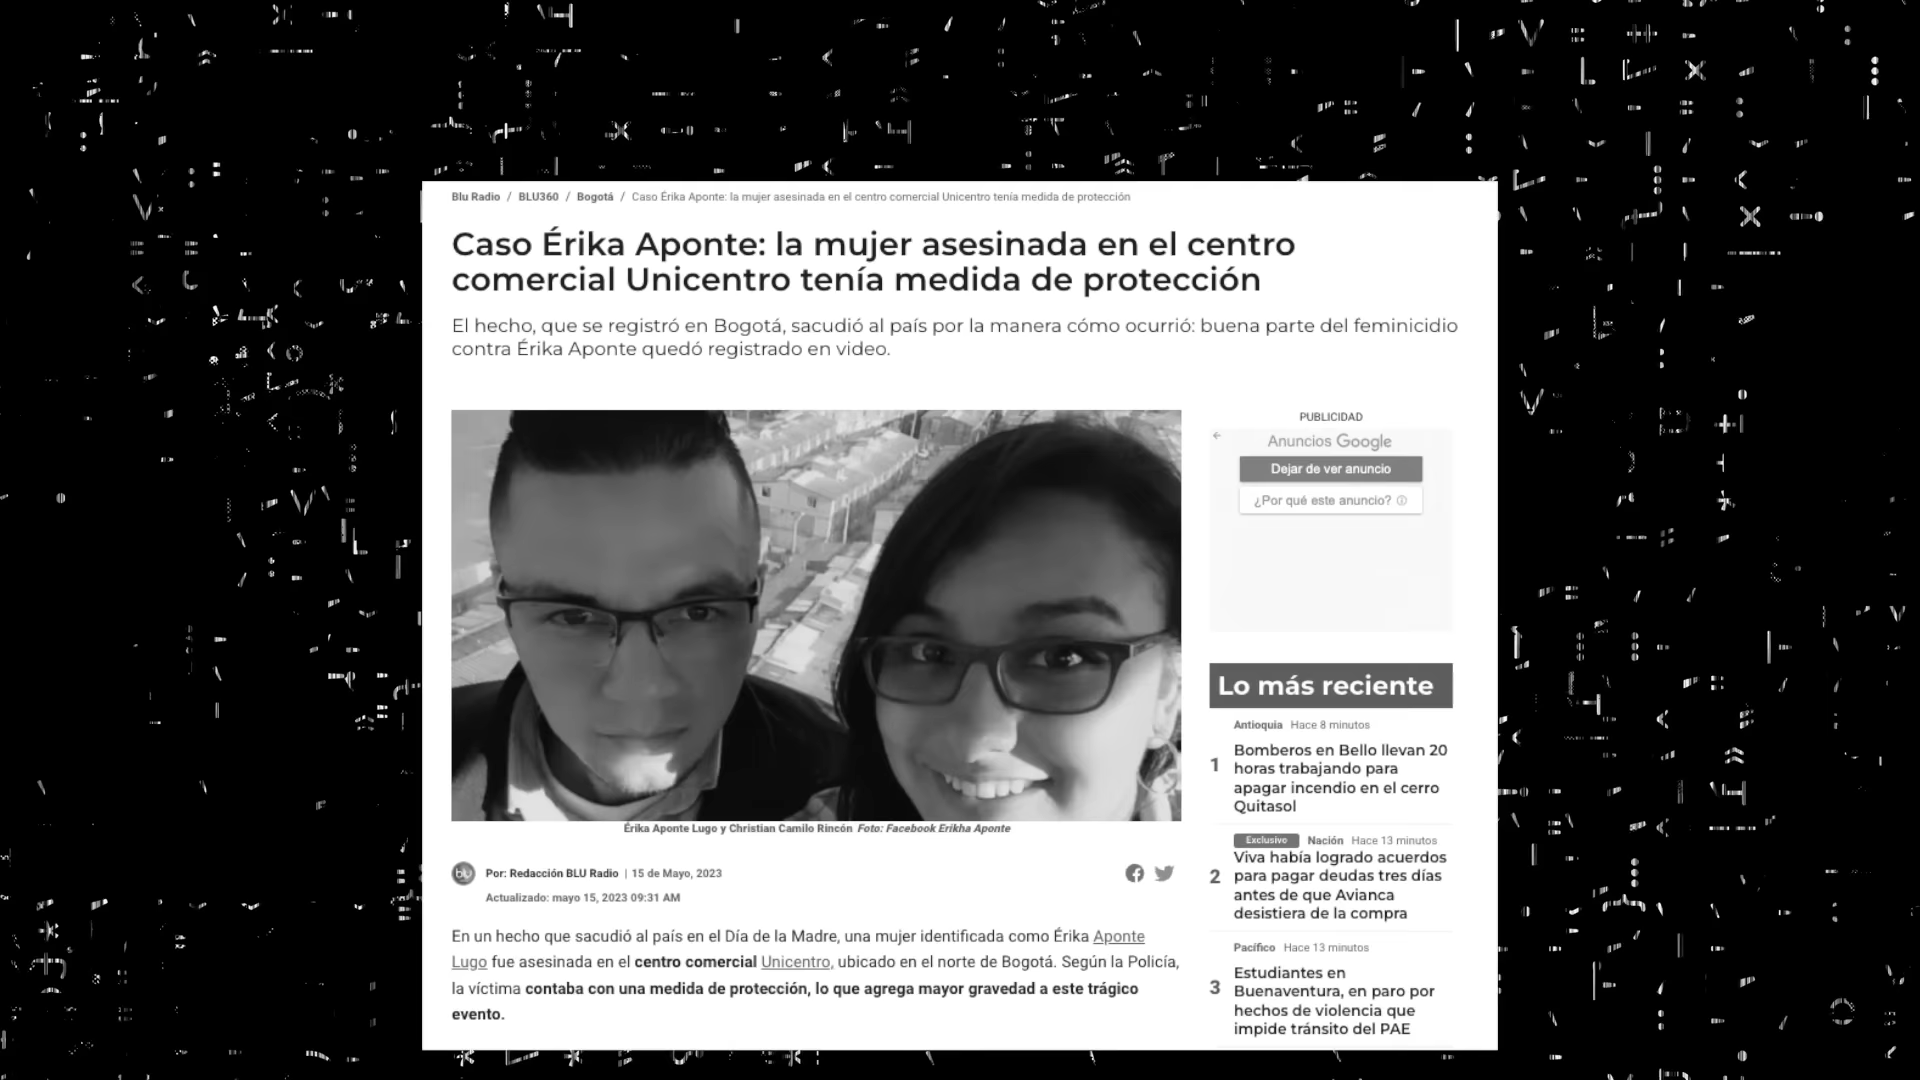 Blu Radio / BLU360 / Bogotá / Caso Érika Aponte: la mujer asesinada en el centro comercial Unicentro tenía medida de protección
Caso Érika Aponte: la mujer asesinada en el centro
comercial Unicentro tenía medida de protección
El hecho, que se registró en Bogotá, sacudió al país por la manera cómo ocurrió: buena parte del feminicidio
contra Érika Aponte quedó registrado en video.
Érika Aponte Lugo y Christian Camilo Rincón Foto: Facebook Erikha Aponte
blu
Por: Redacción BLU Radio | 15 de Mayo, 2023
Actualizado: mayo 15, 2023 09:31 AM
En un hecho que sacudió al país en el Día de la Madre, una mujer identificada como Érika Aponte
Lugo fue asesinada en el centro comercial Unicentro, ubicado en el norte de Bogotá. Según la Policía,
la víctima contaba con una medida de protección, lo que agrega mayor gravedad a este trágico
evento.
PUBLICIDAD
Anuncios Google
Dejar de ver anuncio
¿Por qué este anuncio?
Lo más reciente
Antioquia Hace 8 minutos
1
Bomberos en Bello llevan 20
horas trabajando para
apagar incendio en el cerro
Quitasol
Exclusivo Nación Hace 13 minutos
2
Viva había logrado acuerdos
para pagar deudas tres días
antes de que Avianca
desistiera de la compra
Pacífico Hace 13 minutos
3
Estudiantes en
Buenaventura, en paro por
hechos de violencia que
impide tránsito del PAE